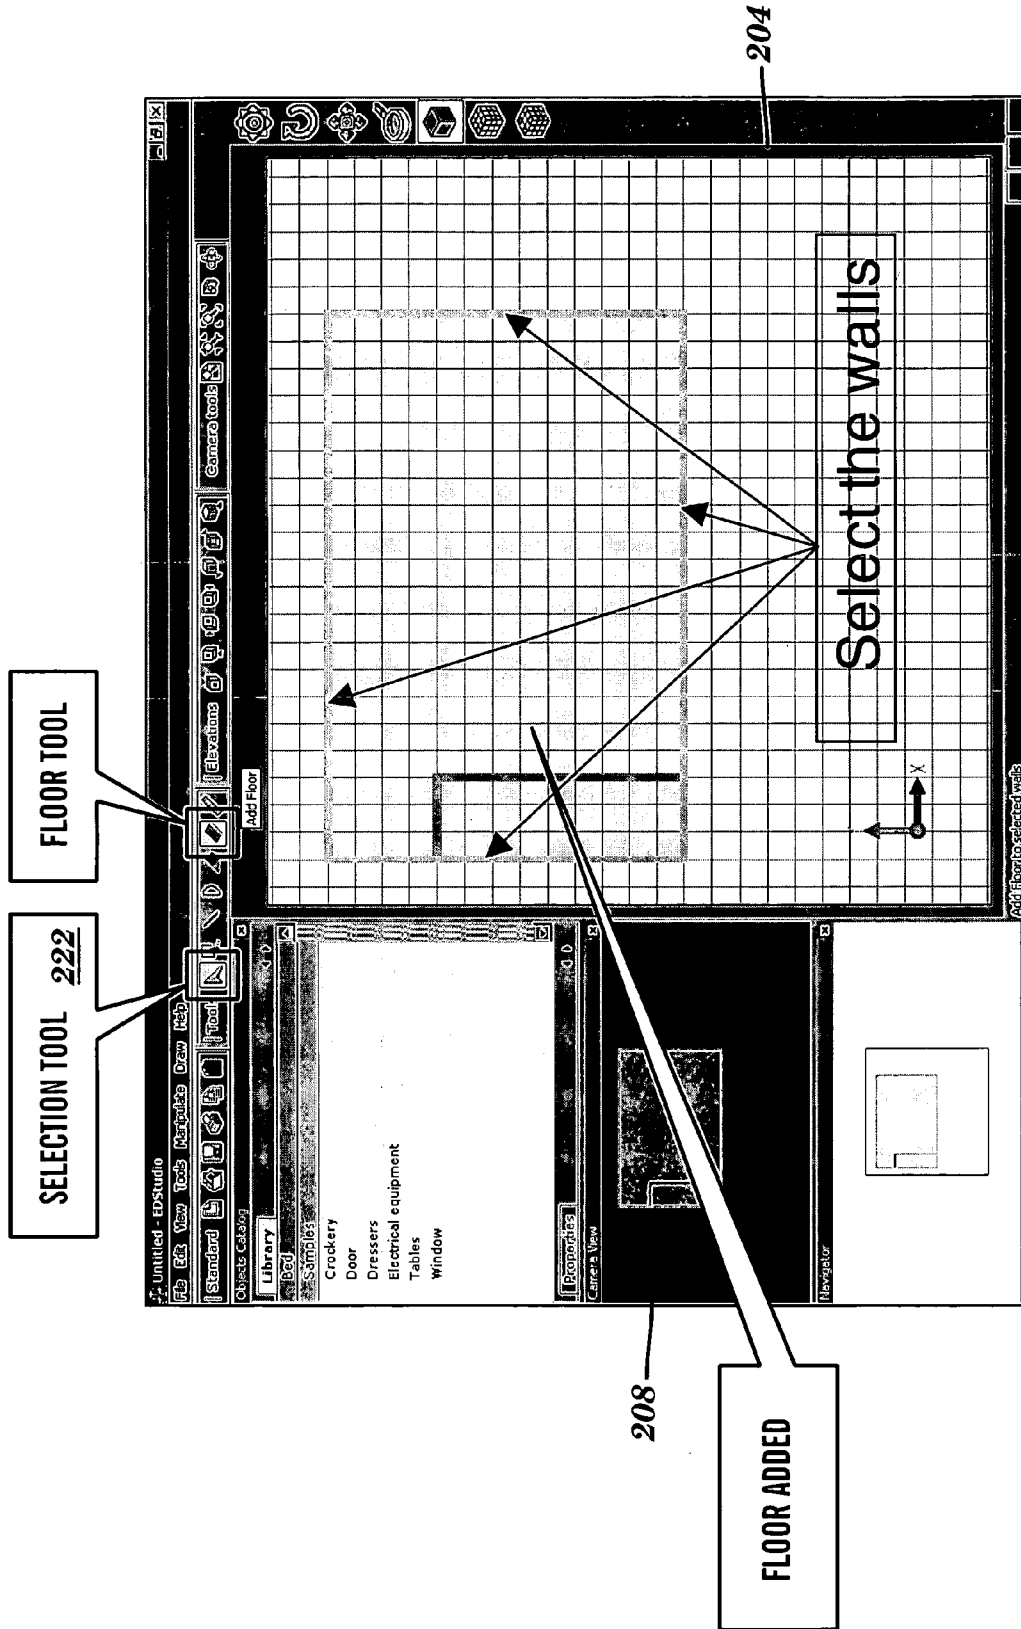 SELECTION TOOL 222
FLOOR TOOL
Untitled - EDStudio
File Edit View Tools Manipulate Draw Help
Standard
Tool
Elevations
Camera tools
Add Floor
Objects Catalog
Library
Bed
Samples
Crockery
Door
Dressers
Electrical equipment
Tables
Window
Properties
Camera View
Navigator
Select the walls
X
Add Floor to selected walls
204
208
FLOOR ADDED